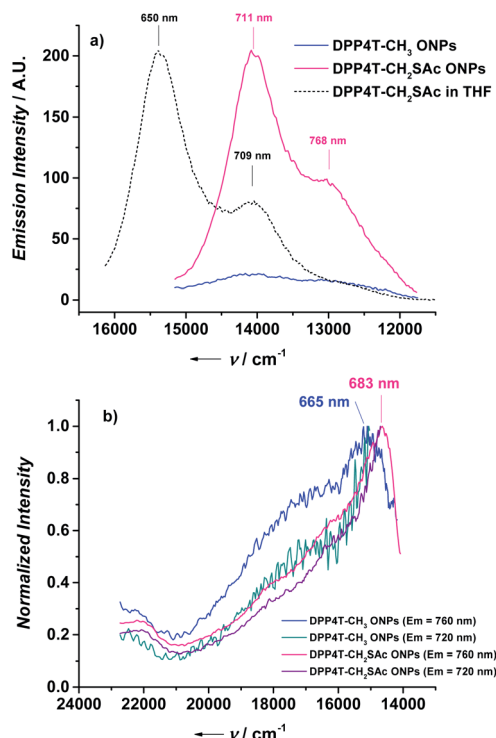 650 nm
711 nm
a)
DPP4T-CH₃ ONPs
DPP4T-CH₂SAc ONPs
DPP4T-CH₂SAc in THF
768 nm
709 nm
Emission Intensity / A.U.
200
150
100
50
0
16000 15000 14000 13000 12000
ν / cm⁻¹
683 nm
665 nm
b)
Normalized Intensity
1.0
0.8
0.6
0.4
0.2
0.0
DPP4T-CH₃ ONPs (Em = 760 nm)
DPP4T-CH₃ ONPs (Em = 720 nm)
DPP4T-CH₂SAc ONPs (Em = 760 nm)
DPP4T-CH₂SAc ONPs (Em = 720 nm)
24000 22000 20000 18000 16000 14000
ν / cm⁻¹